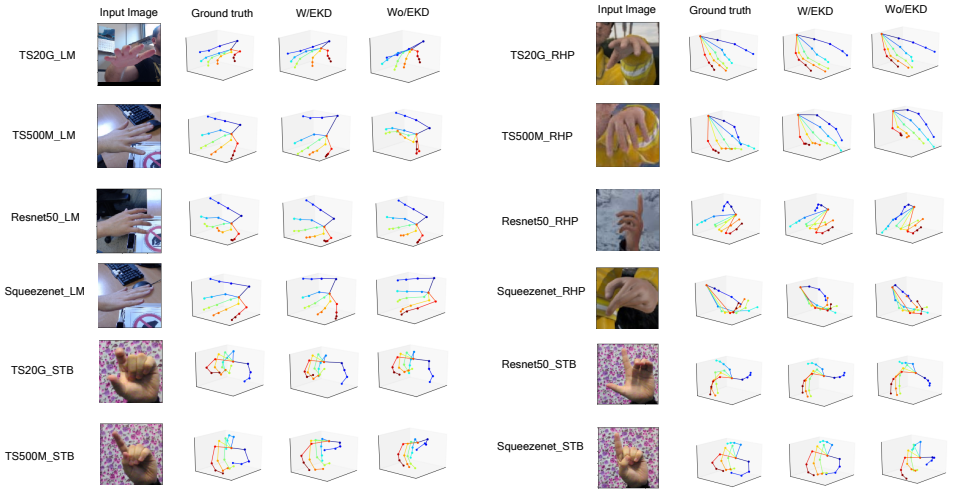 Input Image Ground truth W/EKD Wo/EKD
TS20G_LM
TS500M_LM
Resnet50_LM
Squeezenet_LM
TS20G_STB
TS500M_STB
Input Image Ground truth W/EKD Wo/EKD
TS20G_RHP
TS500M_RHP
Resnet50_RHP
Squeezenet_RHP
Resnet50_STB
Squeezenet_STB